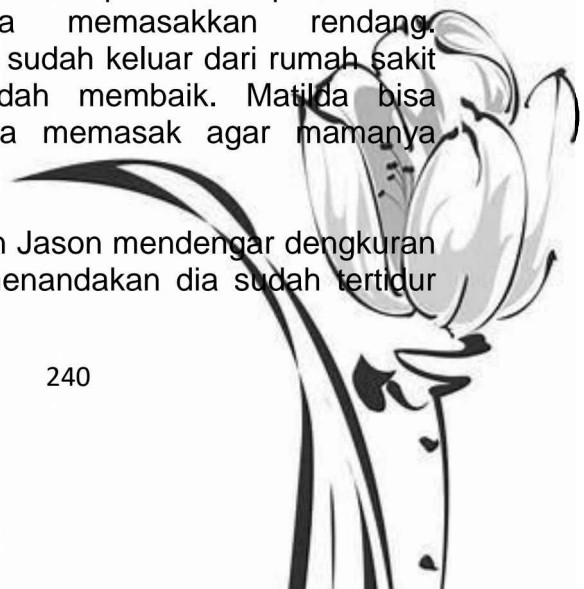 a memasakkan rendang.
sudah keluar dari rumah sakit
dah membaik. Matilda bisa
a memasak agar mamanya
n Jason mendengar dengkuran
enandakan dia sudah tertidur
240